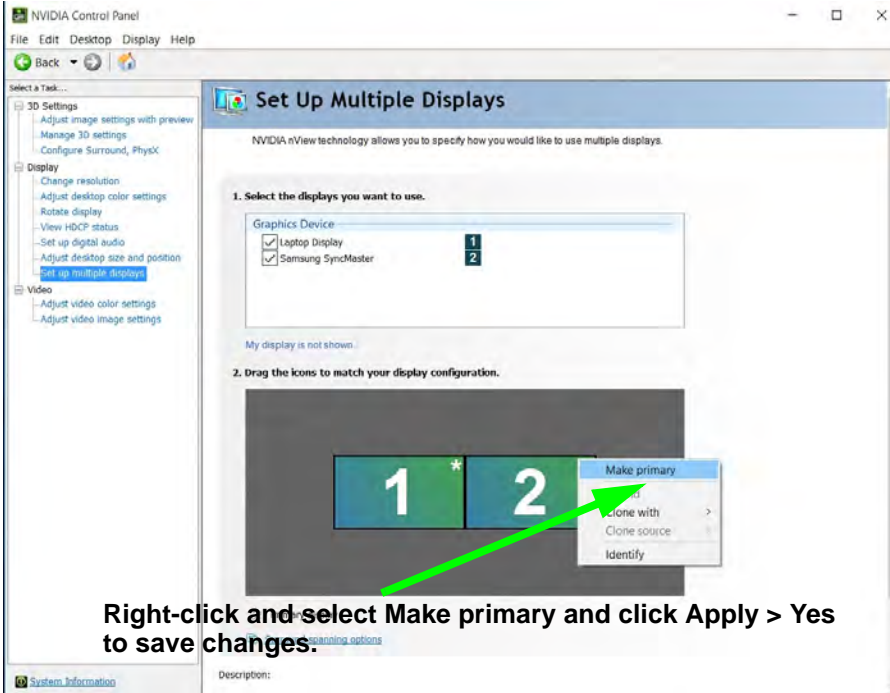 NVIDIA Control Panel
File Edit Desktop Display Help
Back
Select a Task...
3D Settings
Adjust image settings with preview
Manage 3D settings
Configure Surround, PhysX
Display
Change resolution
Adjust desktop color settings
Rotate display
View HDCP status
Set up digital audio
Adjust desktop size and position
Set up multiple displays
Video
Adjust video color settings
Adjust video image settings
System Information
Set Up Multiple Displays
NVIDIA nView technology allows you to specify how you would like to use multiple displays.
1. Select the displays you want to use.
Graphics Device
Laptop Display 1
Samsung SyncMaster 2
My display is not shown.
2. Drag the icons to match your display configuration.
1 * 2
Make primary
Clone with >
Clone source
Identify
Right-click and select Make primary and click Apply > Yes
to save changes.
spanning options
Description: